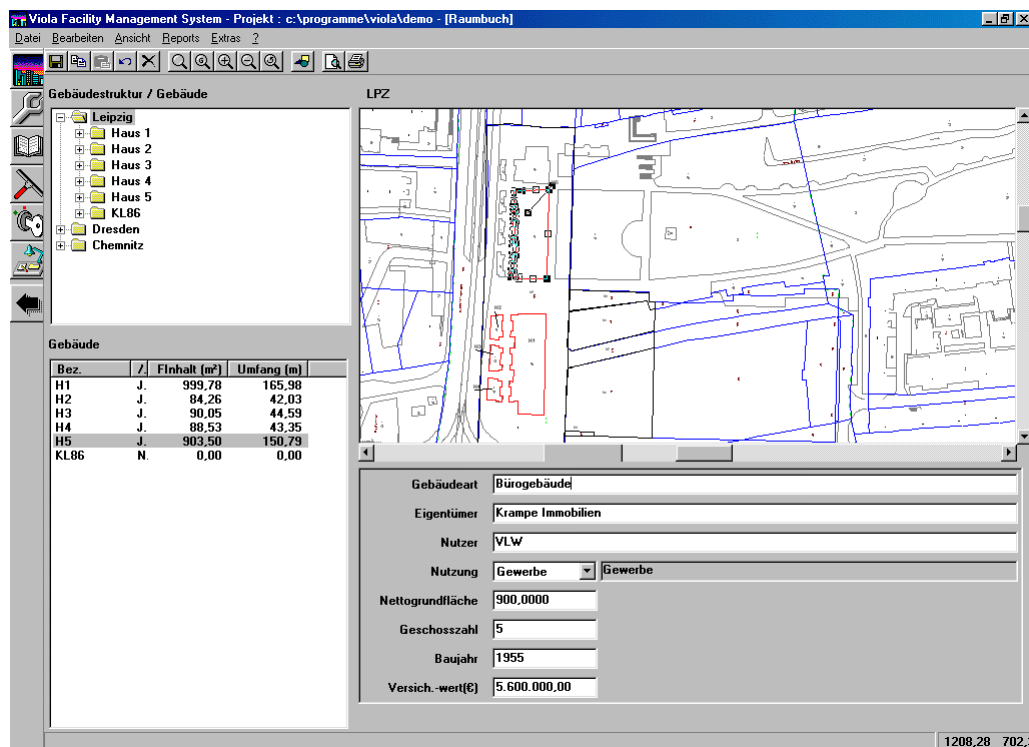 Viola Facility Management System - Projekt : c:\programme\viola\demo - [Raumbuch]
Datei Bearbeiten Ansicht Reports Extras ?
Gebäudestruktur / Gebäude
LPZ
Leipzig
Haus 1
Haus 2
Haus 3
Haus 4
Haus 5
KL86
Dresden
Chemnitz
Gebäude
Bez. /. FInhalt (m²) Umfang (m)
H1 J. 999,78 165,98
H2 J. 84,26 42,03
H3 J. 90,05 44,59
H4 J. 88,53 43,35
H5 J. 903,50 150,79
KL86 N. 0,00 0,00
Gebäudeart Bürogebäude
Eigentümer Krampe Immobilien
Nutzer VLW
Nutzung Gewerbe Gewerbe
Nettogrundfläche 900,0000
Geschosszahl 5
Baujahr 1955
Versich.-wert(€) 5.600.000,00
1208,28